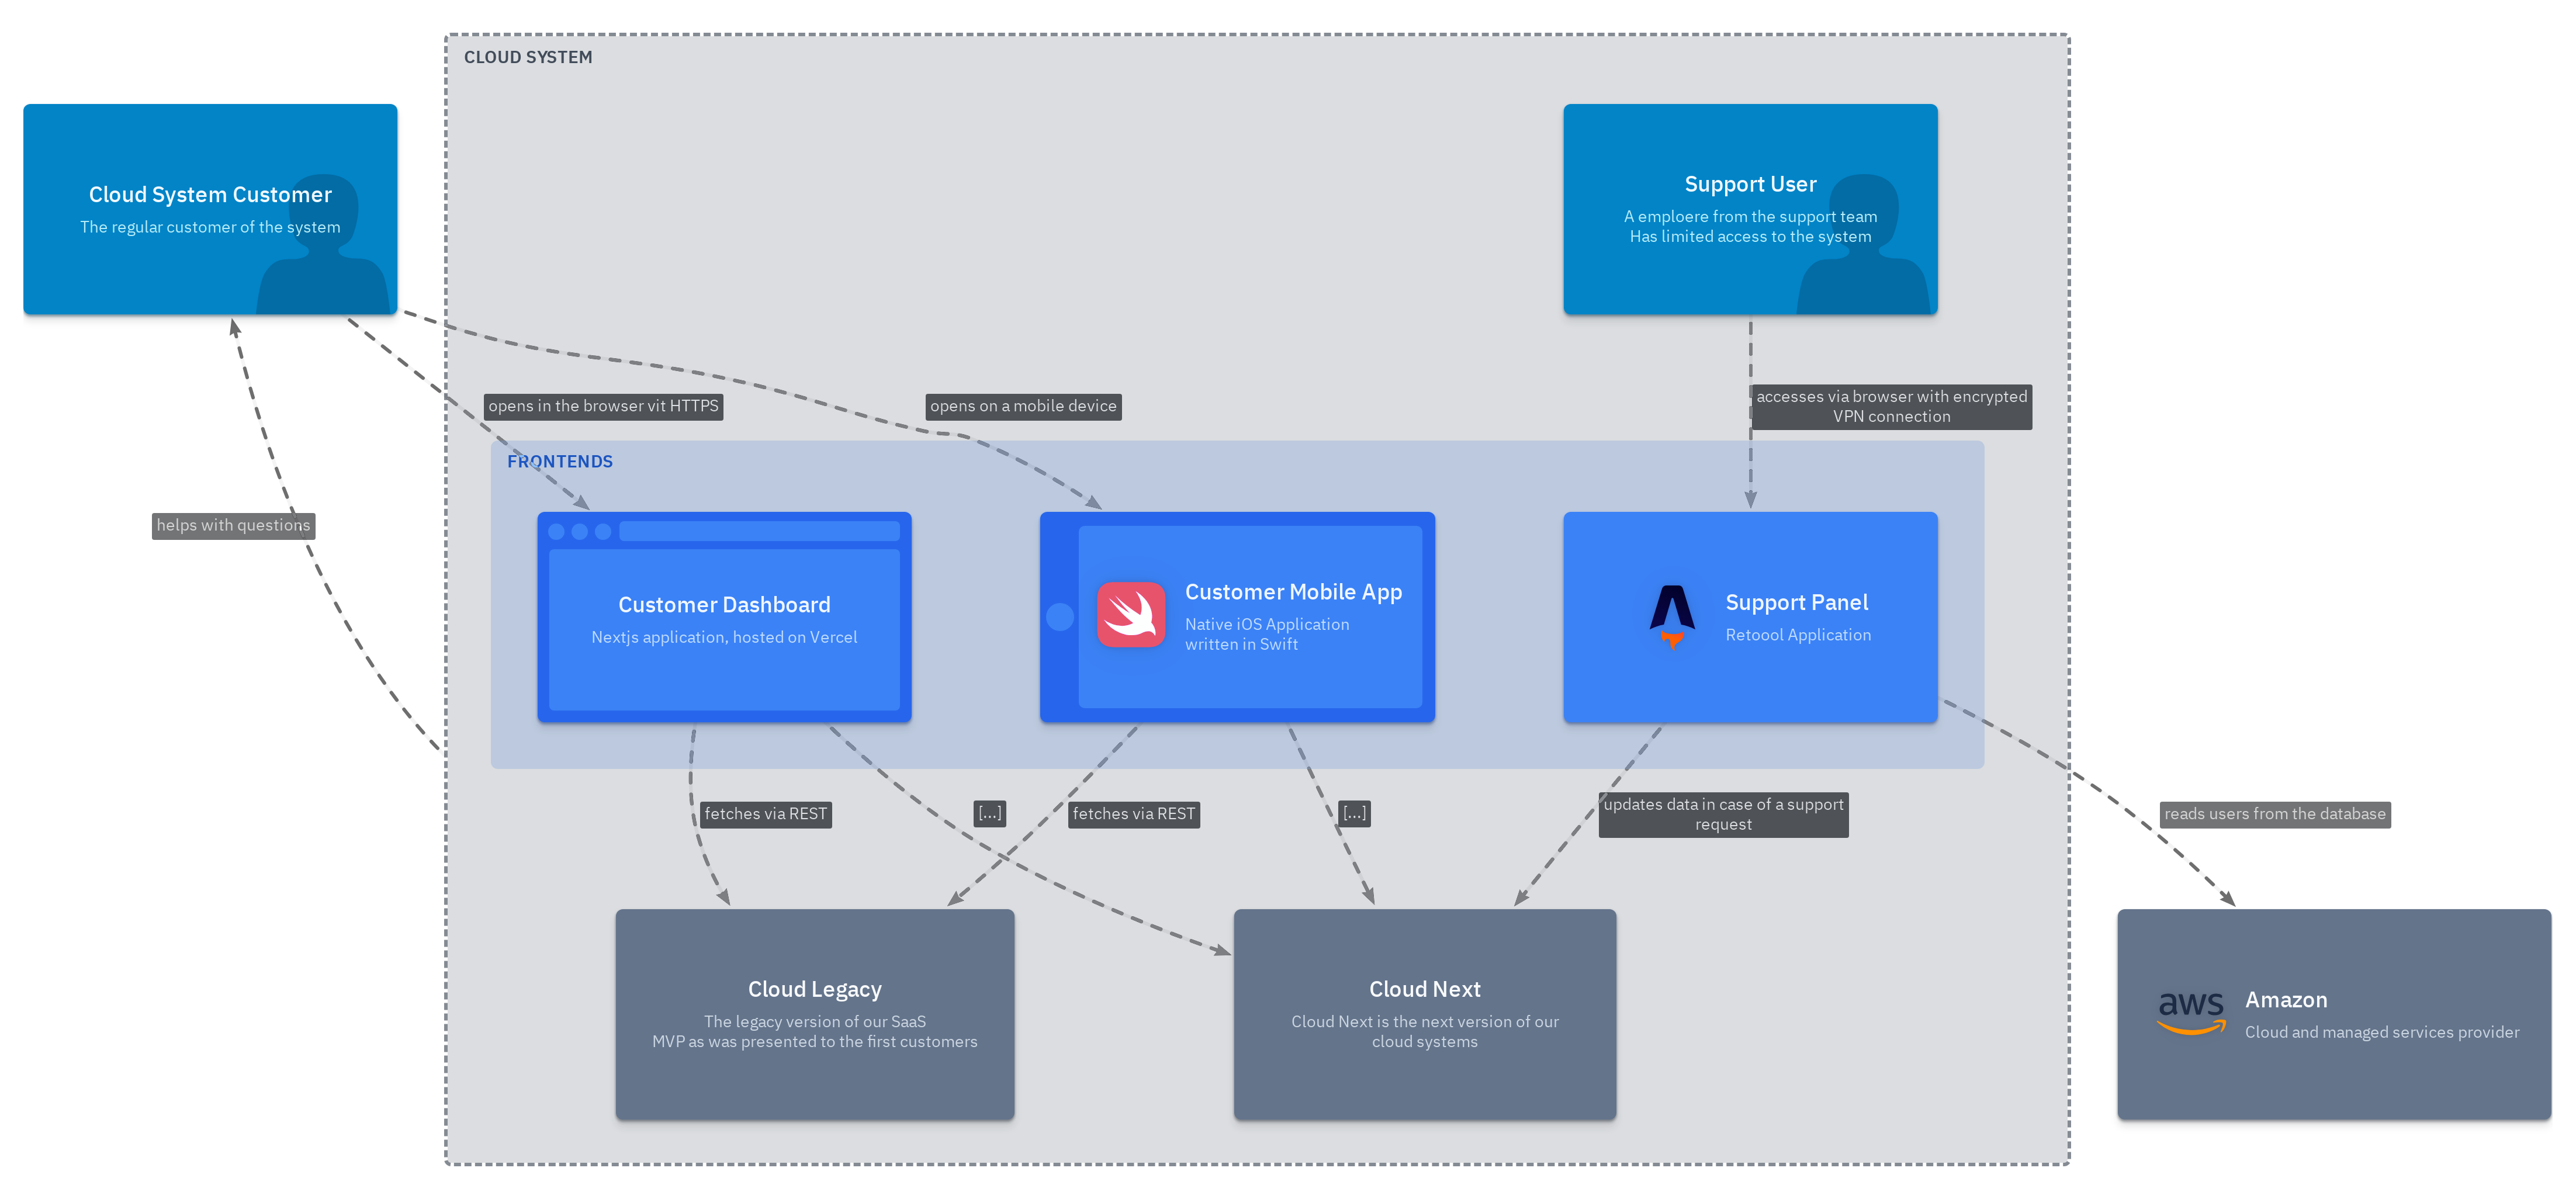 CLOUD SYSTEM
Cloud System Customer
The regular customer of the system
Support User
A emploere from the support team
Has limited access to the system
opens in the browser vit HTTPS
opens on a mobile device
accesses via browser with encrypted
VPN connection
FRONTENDS
helps with questions
Customer Dashboard
Nextjs application, hosted on Vercel
Customer Mobile App
Native iOS Application
written in Swift
Support Panel
Retoool Application
fetches via REST
[...]
fetches via REST
[...]
updates data in case of a support
request
reads users from the database
Cloud Legacy
The legacy version of our SaaS
MVP as was presented to the first customers
Cloud Next
Cloud Next is the next version of our
cloud systems
aws
Amazon
Cloud and managed services provider